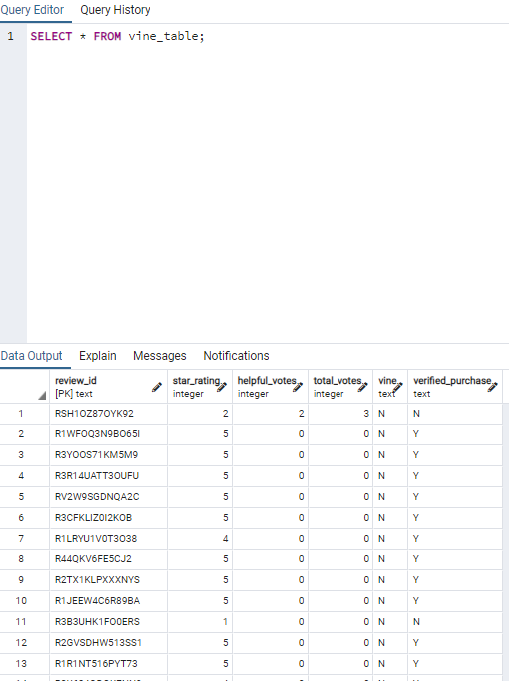 Query Editor Query History
1 SELECT * FROM vine_table;
Data Output Explain Messages Notifications
review_id star_rating helpful_votes total_votes vine verified_purchase
[PK] text integer integer integer text text
1 RSH1OZ87OYK92 2 2 3 N N
2 R1WFOQ3N9BO65I 5 0 0 N Y
3 R3YOOS71KM5M9 5 0 0 N Y
4 R3R14UATT3OUFU 5 0 0 N Y
5 RV2W9SGDNQA2C 5 0 0 N Y
6 R3CFKLIZ0I2KOB 5 0 0 N Y
7 R1LRYU1V0T3O38 4 0 0 N Y
8 R44QKV6FE5CJ2 5 0 0 N Y
9 R2TX1KLPXXXNYS 5 0 0 N Y
10 R1JEEW4C6R89BA 5 0 0 N Y
11 R3B3UHK1FO0ERS 1 0 0 N N
12 R2GVSDHW513SS1 5 0 0 N Y
13 R1R1NT516PYT73 5 0 0 N Y